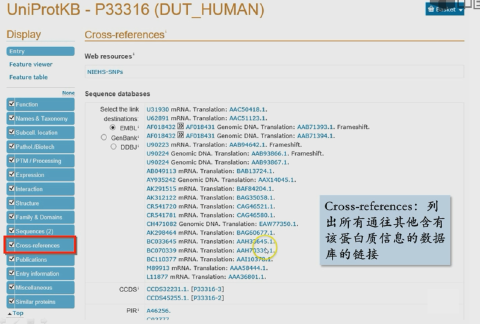 UniProtKB - P33316 (DUT_HUMAN)
Basket
Display
Entry
Feature viewer
Feature table
None
Function
Names & Taxonomy
Subcell. location
Pathol./Biotech
PTM / Processing
Expression
Interaction
Structure
Family & Domains
Sequences (2)
Cross-references
Publications
Entry information
Miscellaneous
Similar proteins
Top
Cross-references
Web resources
NIEHS-SNPs
Sequence databases
Select the link
destinations:
EMBL
GenBank
DDBJ
U31930 mRNA. Translation: AAC50418.1.
U62891 mRNA. Translation: AAC51123.1.
AF018432, AF018431 Genomic DNA. Translation: AAB71393.1. Frameshift.
AF018432, AF018431 Genomic DNA. Translation: AAB71394.1.
U90223 mRNA. Translation: AAB94642.1. Frameshift.
U90224 Genomic DNA. Translation: AAB93866.1. Frameshift.
U90224 Genomic DNA. Translation: AAB93867.1.
AB049113 mRNA. Translation: BAB13724.1.
AY935242 Genomic DNA. Translation: AAX14045.1.
AK291515 mRNA. Translation: BAF84204.1.
AK312122 mRNA. Translation: BAG35058.1.
CR541720 mRNA. Translation: CAG46521.1.
CR541781 mRNA. Translation: CAG46580.1.
CH471082 Genomic DNA. Translation: EAW77350.1.
AK298464 mRNA. Translation: BAG60677.1.
BC033645 mRNA. Translation: AAH33645.1.
BC070339 mRNA. Translation: AAH70339.1.
BC110377 mRNA. Translation: AAI10378.1.
M89913 mRNA. Translation: AAA58444.1.
L11877 mRNA. Translation: AAA36801.1.
CCDS
CCDS32231.1. [P33316-3]
CCDS45255.1. [P33316-2]
PIR
A46256.
Cross-references：列
出所有通往其他含有
该蛋白质信息的数据
库的链接